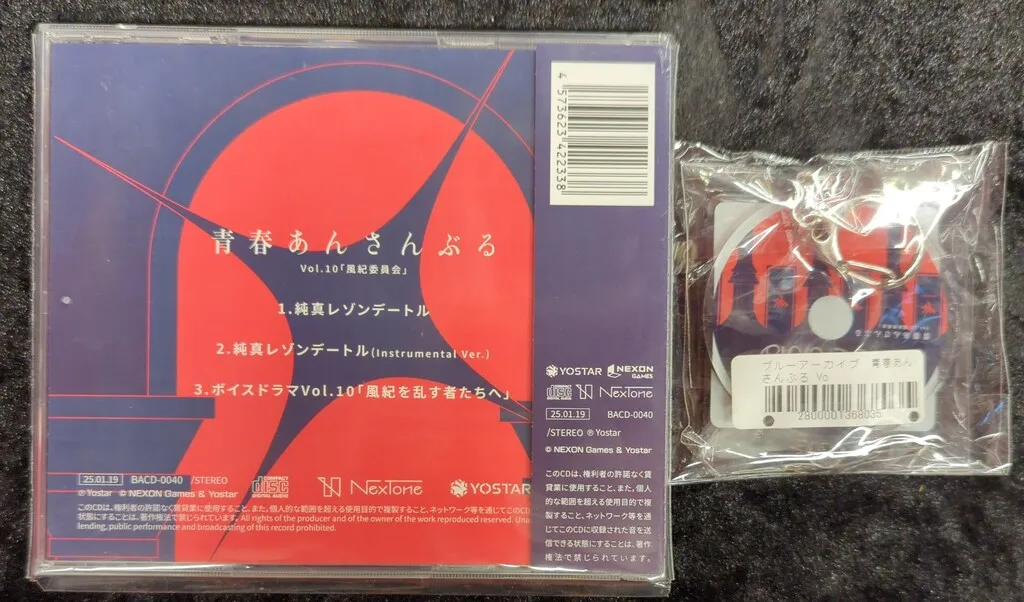 青春あんさんぶる
Vol.10「風紀委員会」
1.純真レゾンデートル
2.純真レゾンデートル(Instrumental Ver.)
3.ボイスドラマVol.10「風紀を乱す者たちへ」
25.01.19 BACD-0040 /STEREO
℗ Yostar © NEXON Games & Yostar
COMPACT disc DIGITAL AUDIO
NexTone
YOSTAR
このCDは、権利者の許諾なく賃貸業に使用すること、また、個人的な範囲を超える使用目的で複製すること、ネットワーク等を通じてこのCD
状態にすることは、著作権法で禁じられています。All rights of the producer and of the owner of the work reproduced reserved. Una
lending, public performance and broadcasting of this record prohibited.
4 573623 422338
YOSTAR NEXON GAMES
disc NexTone
25.01.19 BACD-0040
/STEREO ℗ Yostar
© NEXON Games & Yostar
このCDは、権利者の許諾なく賃
貸業に使用すること、また、個人
的な範囲を超える使用目的で複
製すること、ネットワーク等を通
じてこのCDに収録された音を送
信できる状態にすることは、著作
権法で禁じられています。
ブルーアーカイブ 青春あん
さんぶる Vo
2800001368035